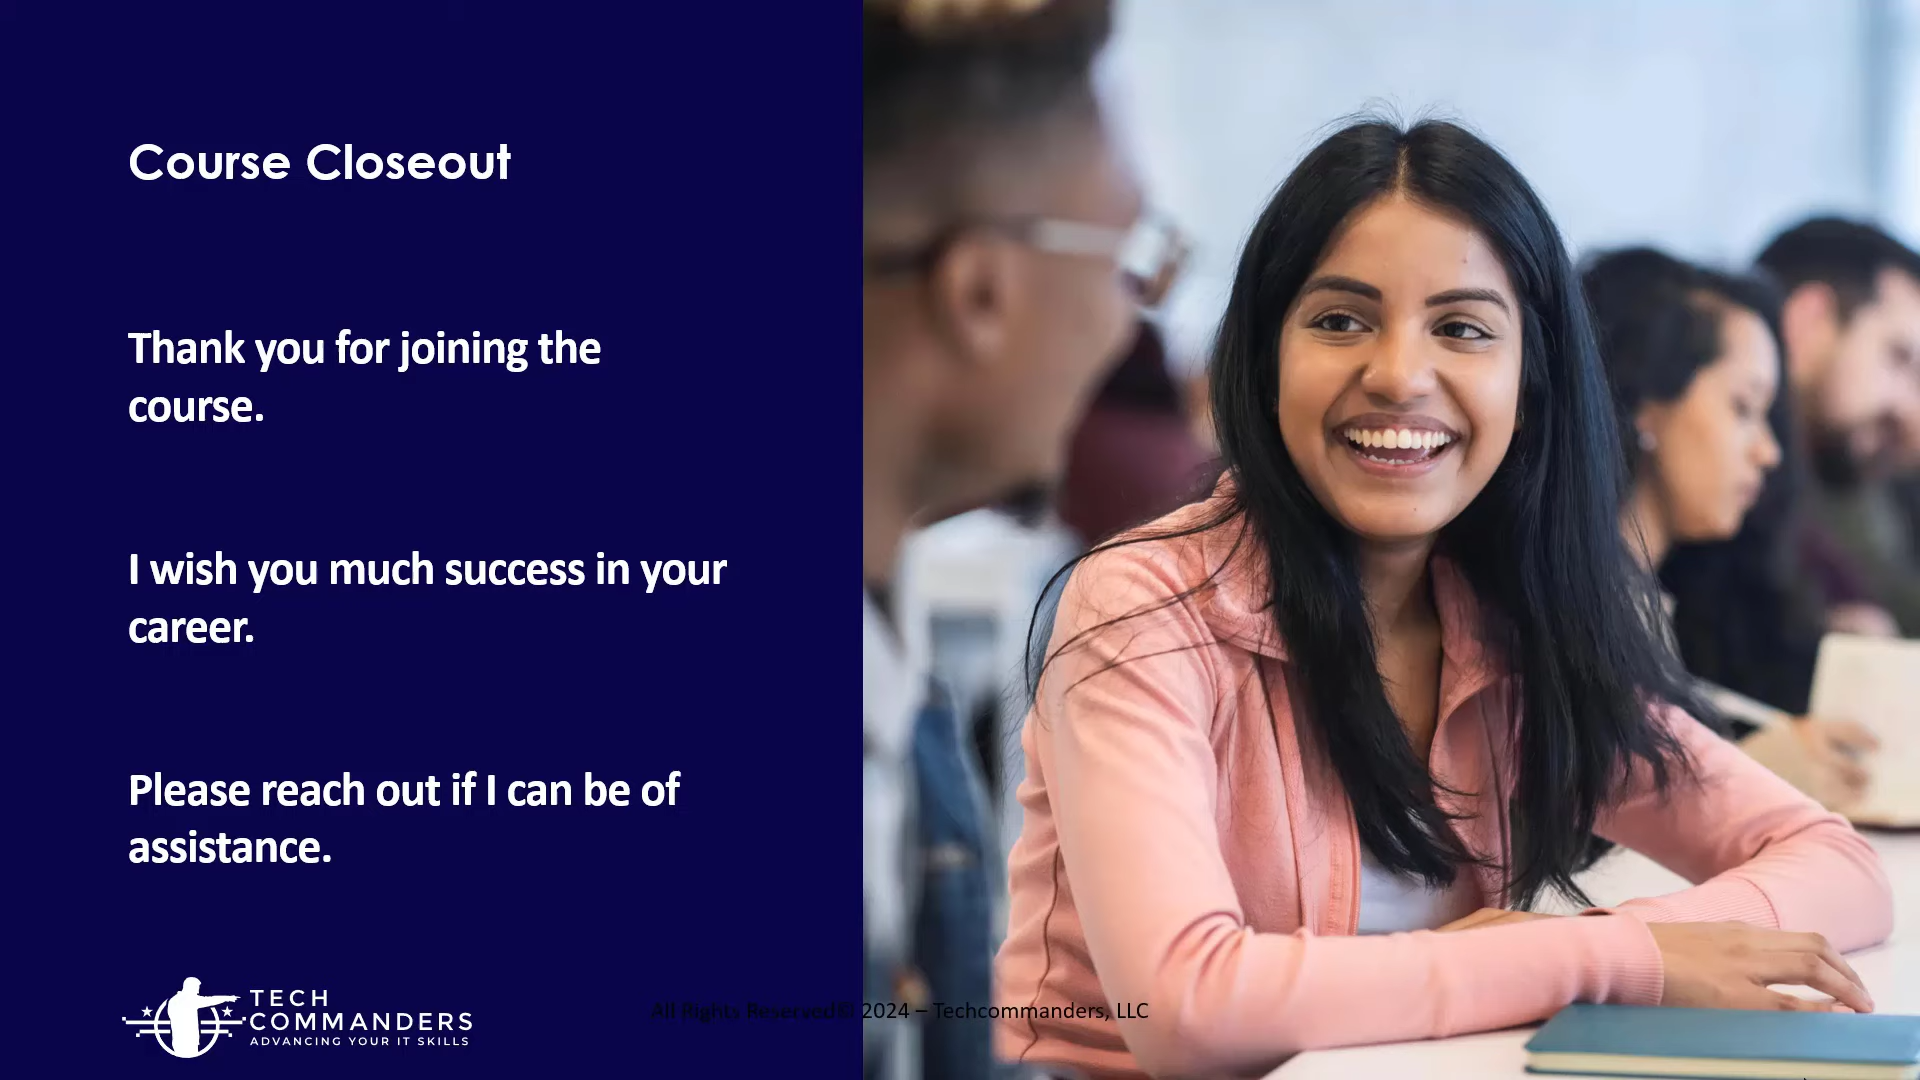 Course Closeout
Thank you for joining the
course.
I wish you much success in your
career.
Please reach out if I can be of
assistance.
TECH
COMMANDERS
ADVANCING YOUR IT SKILLS
All Rights Reserved© 2024 – Techcommanders, LLC